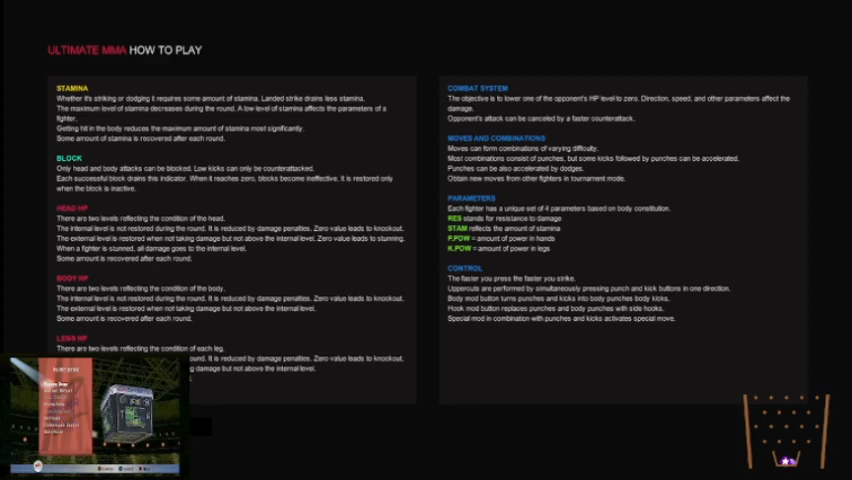 ULTIMATE MMA HOW TO PLAY
STAMINA
Whether it's striking or dodging it requires some amount of stamina. Landed strike drains less stamina.
The maximum level of stamina decreases during the round. A low level of stamina affects the parameters of a
fighter.
Getting hit in the body reduces the maximum amount of stamina most significantly.
Some amount of stamina is recovered after each round.
BLOCK
Only head and body attacks can be blocked. Low kicks can only be counterattacked.
Each successful block drains this indicator. When it reaches zero, blocks become ineffective. It is restored only
when the block is inactive.
HEAD HP
There are two levels reflecting the condition of the head.
The internal level is not restored during the round. It is reduced by damage penalties. Zero value leads to knockout.
The external level is restored when not taking damage but not above the internal level. Zero value leads to stunning.
When a fighter is stunned, all damage goes to the internal level.
Some amount is recovered after each round.
BODY HP
There are two levels reflecting the condition of the body.
The internal level is not restored during the round. It is reduced by damage penalties. Zero value leads to knockout.
The external level is restored when not taking damage but not above the internal level.
Some amount is recovered after each round.
LEGS HP
There are two levels reflecting the condition of each leg.
ound. It is reduced by damage penalties. Zero value leads to knockout.
g damage but not above the internal level.
COMBAT SYSTEM
The objective is to lower one of the opponent's HP level to zero. Direction, speed, and other parameters affect the
damage.
Opponent's attack can be canceled by a faster counterattack.
MOVES AND COMBINATIONS
Moves can form combinations of varying difficulty.
Most combinations consist of punches, but some kicks followed by punches can be accelerated.
Punches can be also accelerated by dodges.
Obtain new moves from other fighters in tournament mode.
PARAMETERS
Each fighter has a unique set of 4 parameters based on body constitution.
RES stands for resistance to damage
STAM reflects the amount of stamina
P.POW = amount of power in hands
K.POW = amount of power in legs
CONTROL
The faster you press the faster you strike.
Uppercuts are performed by simultaneously pressing punch and kick buttons in one direction.
Body mod button turns punches and kicks into body punches body kicks.
Hook mod button replaces punches and body punches with side hooks.
Special mod in combination with punches and kicks activates special move.